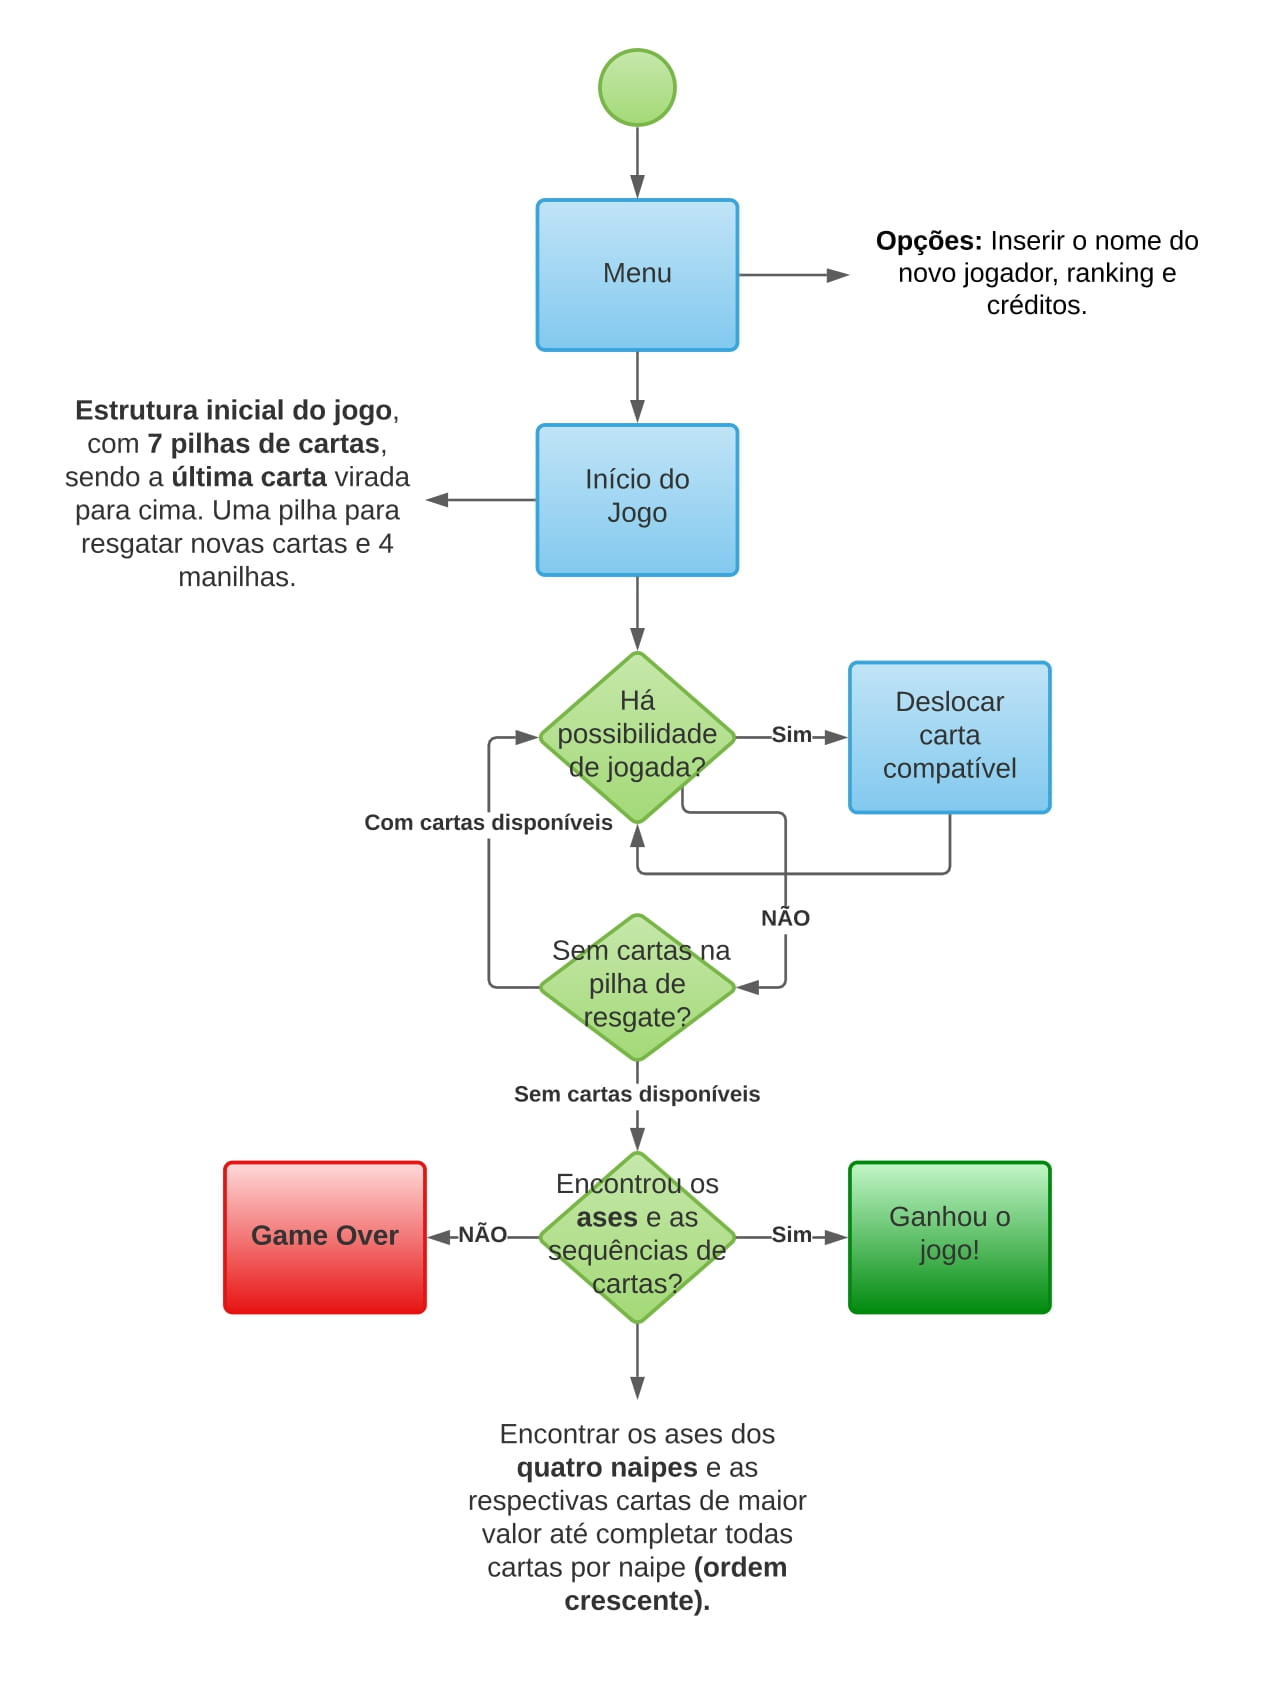 Menu
Opções: Inserir o nome do
novo jogador, ranking e
créditos.
Estrutura inicial do jogo,
com 7 pilhas de cartas,
sendo a última carta virada
para cima. Uma pilha para
resgatar novas cartas e 4
manilhas.
Início do
Jogo
Há
possibilidade
de jogada?
Sim
Deslocar
carta
compatível
Com cartas disponíveis
NÃO
Sem cartas na
pilha de
resgate?
Sem cartas disponíveis
Game Over
NÃO
Encontrou os
ases e as
sequências de
cartas?
Sim
Ganhou o
jogo!
Encontrar os ases dos
quatro naipes e as
respectivas cartas de maior
valor até completar todas
cartas por naipe (ordem
crescente).